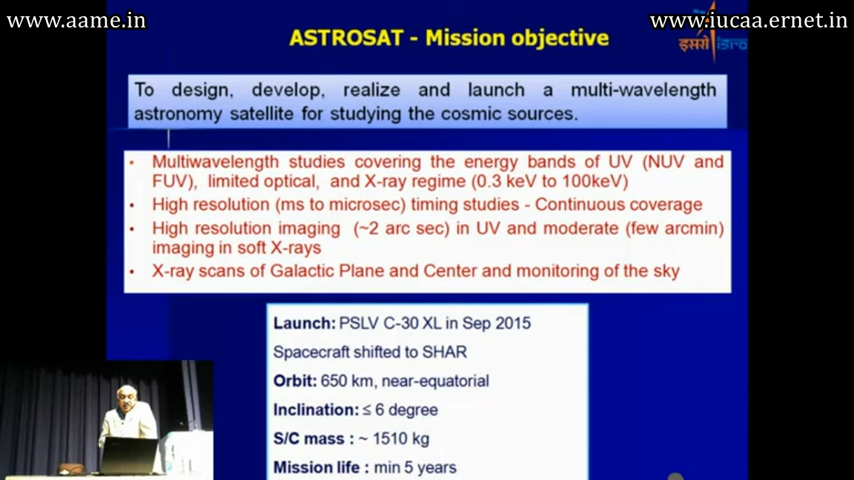 www.aame.in
www.iucaa.ernet.in
ASTROSAT - Mission objective
इसरो isro
To design, develop, realize and launch a multi-wavelength
astronomy satellite for studying the cosmic sources.
• Multiwavelength studies covering the energy bands of UV (NUV and
FUV), limited optical, and X-ray regime (0.3 keV to 100keV)
• High resolution (ms to microsec) timing studies - Continuous coverage
• High resolution imaging (~2 arc sec) in UV and moderate (few arcmin)
imaging in soft X-rays
• X-ray scans of Galactic Plane and Center and monitoring of the sky
Launch: PSLV C-30 XL in Sep 2015
Spacecraft shifted to SHAR
Orbit: 650 km, near-equatorial
Inclination: ≤ 6 degree
S/C mass : ~ 1510 kg
Mission life : min 5 years